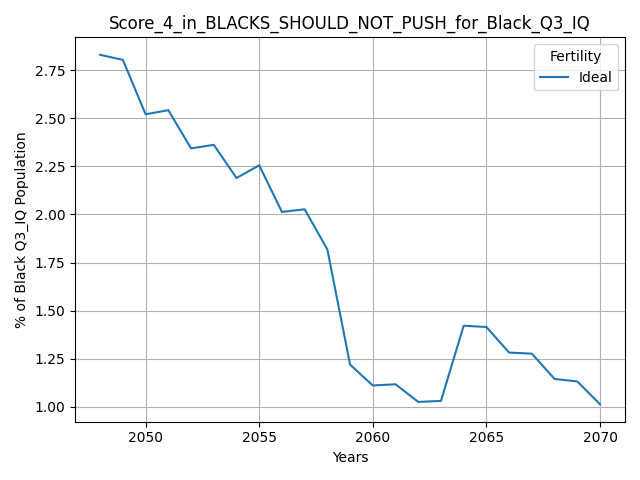 Score_4_in_BLACKS_SHOULD_NOT_PUSH_for_Black_Q3_IQ
Fertility
Ideal
% of Black Q3_IQ Population
2.75
2.50
2.25
2.00
1.75
1.50
1.25
1.00
2050 2055 2060 2065 2070
Years